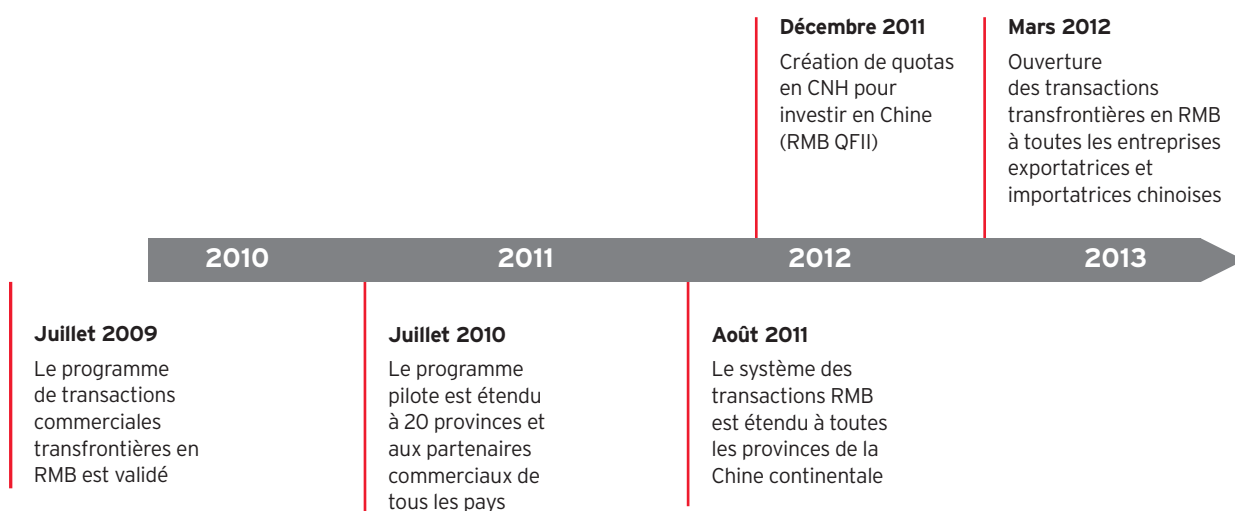 Décembre 2011
Création de quotas
en CNH pour
investir en Chine
(RMB QFII)
Mars 2012
Ouverture
des transactions
transfrontières en RMB
à toutes les entreprises
exportatrices et
importatrices chinoises
2010
2011
2012
2013
Juillet 2009
Le programme
de transactions
commerciales
transfrontières en
RMB est validé
Juillet 2010
Le programme
pilote est étendu
à 20 provinces et
aux partenaires
commerciaux de
tous les pays
Août 2011
Le système des
transactions RMB
est étendu à toutes
les provinces de la
Chine continentale